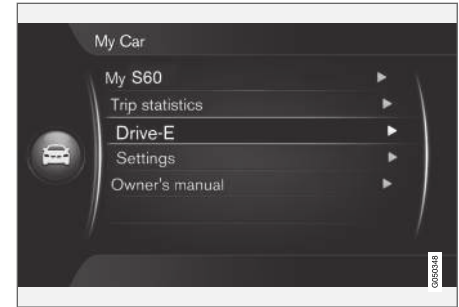 My Car
My S60
Trip statistics
Drive-E
Settings
Owner's manual
G050348